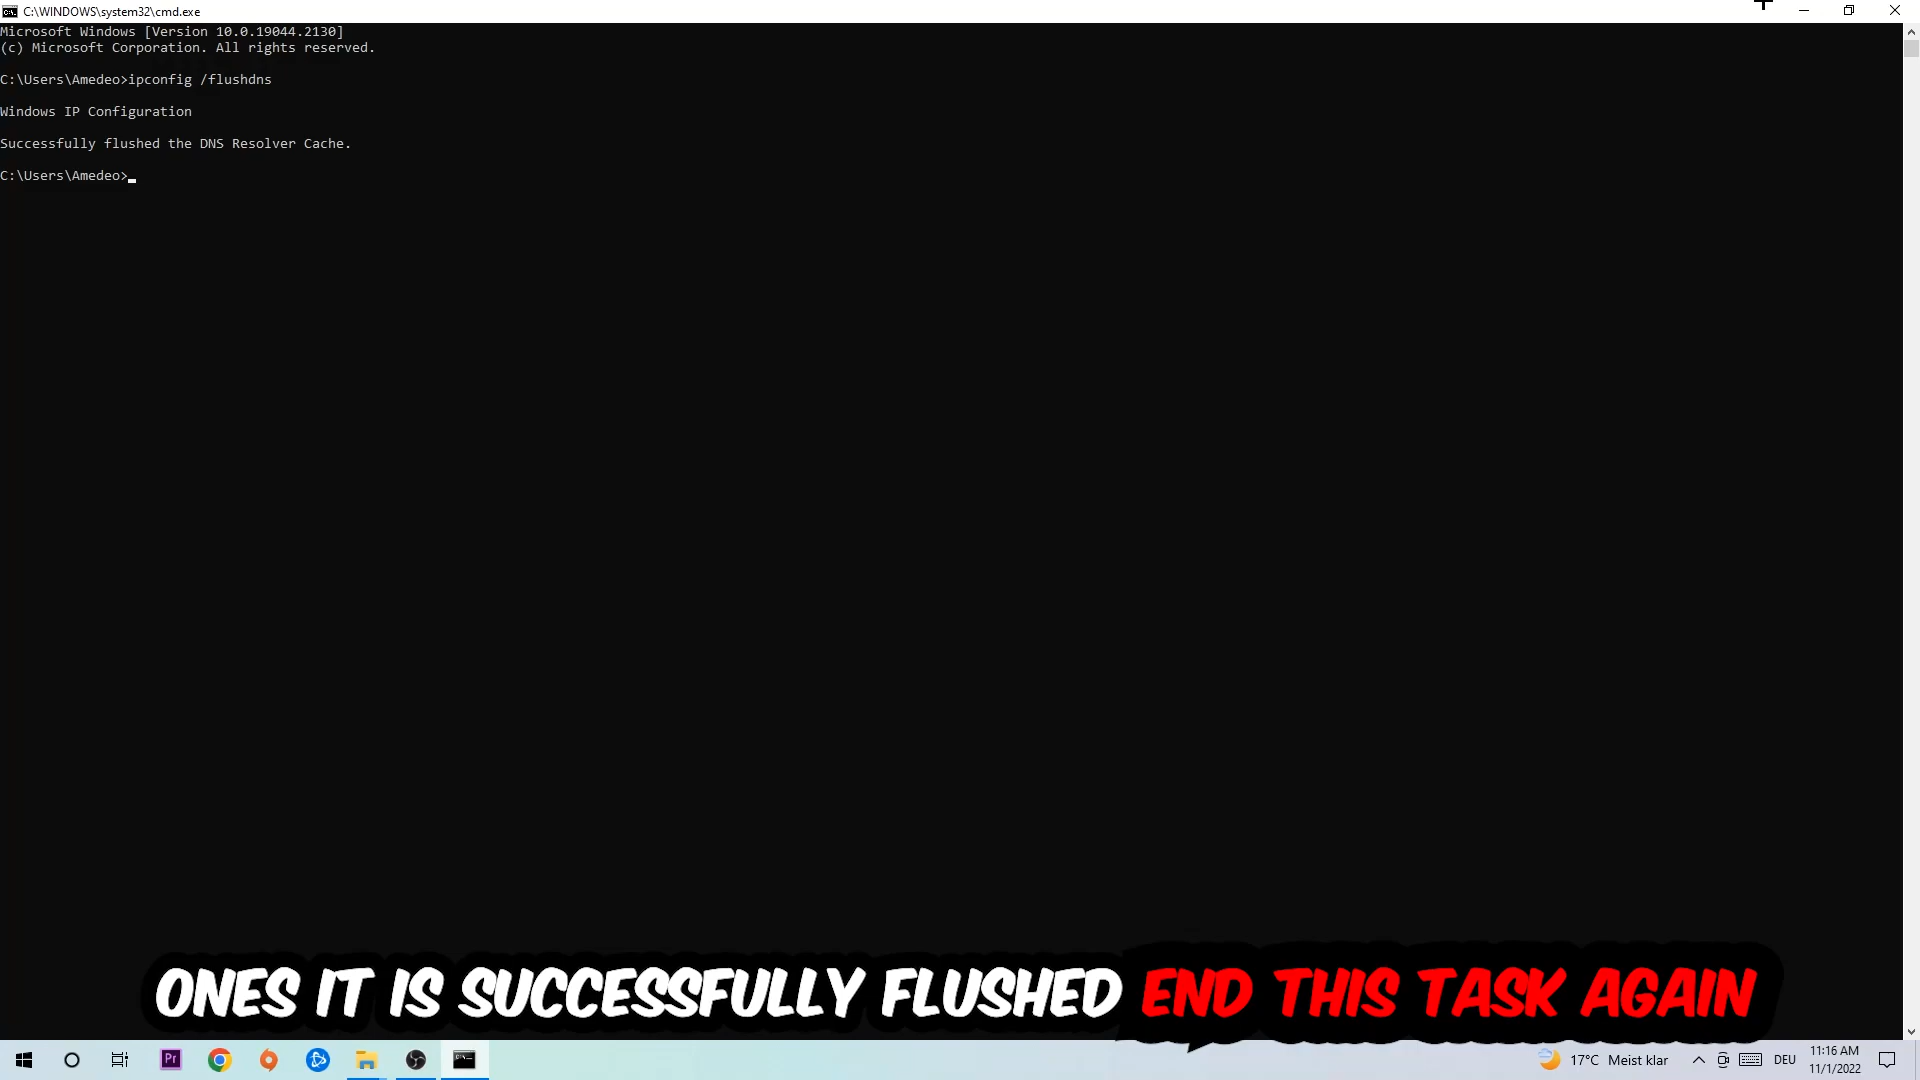 C:\WINDOWS\system32\cmd.exe
Microsoft Windows [Version 10.0.19044.2130]
(c) Microsoft Corporation. All rights reserved.
C:\Users\Amedeo>ipconfig /flushdns
Windows IP Configuration
Successfully flushed the DNS Resolver Cache.
C:\Users\Amedeo>
ONES IT IS SUCCESSFULLY FLUSHED END THIS TASK AGAIN
Pr
17°C Meist klar
DEU
11:16 AM
11/1/2022